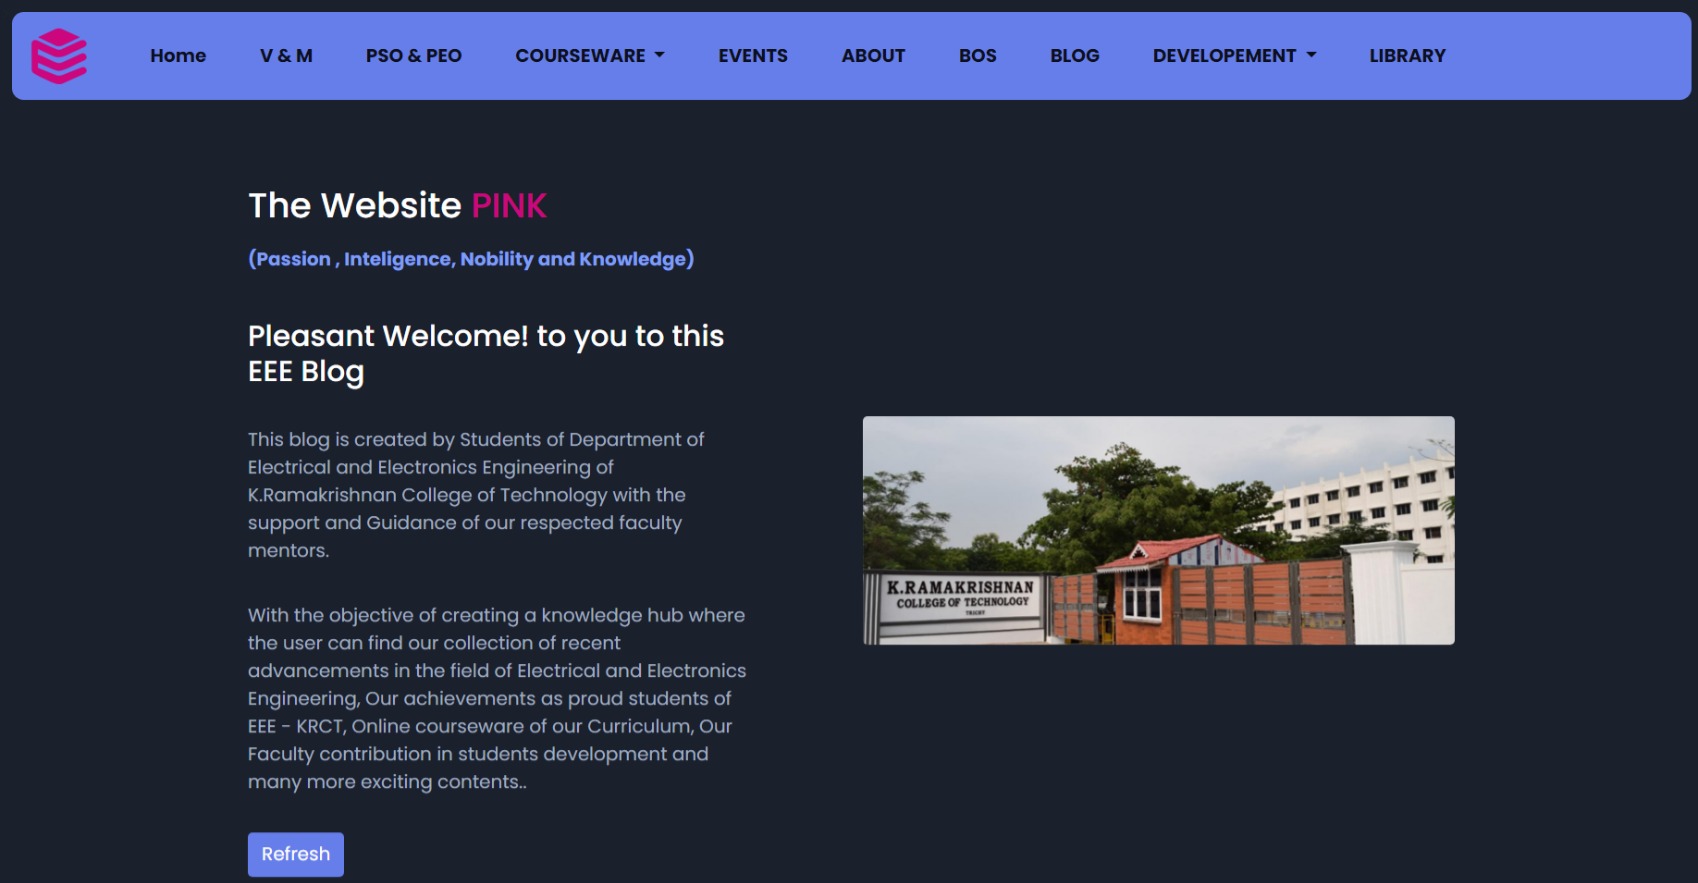 Home V & M PSO & PEO COURSEWARE EVENTS ABOUT BOS BLOG DEVELOPEMENT LIBRARY
The Website PINK
(Passion , Inteligence, Nobility and Knowledge)
Pleasant Welcome! to you to this
EEE Blog
This blog is created by Students of Department of
Electrical and Electronics Engineering of
K.Ramakrishnan College of Technology with the
support and Guidance of our respected faculty
mentors.
With the objective of creating a knowledge hub where
the user can find our collection of recent
advancements in the field of Electrical and Electronics
Engineering, Our achievements as proud students of
EEE - KRCT, Online courseware of our Curriculum, Our
Faculty contribution in students development and
many more exciting contents..
Refresh
K.RAMAKRISHNAN
COLLEGE OF TECHNOLOGY
TRICHY